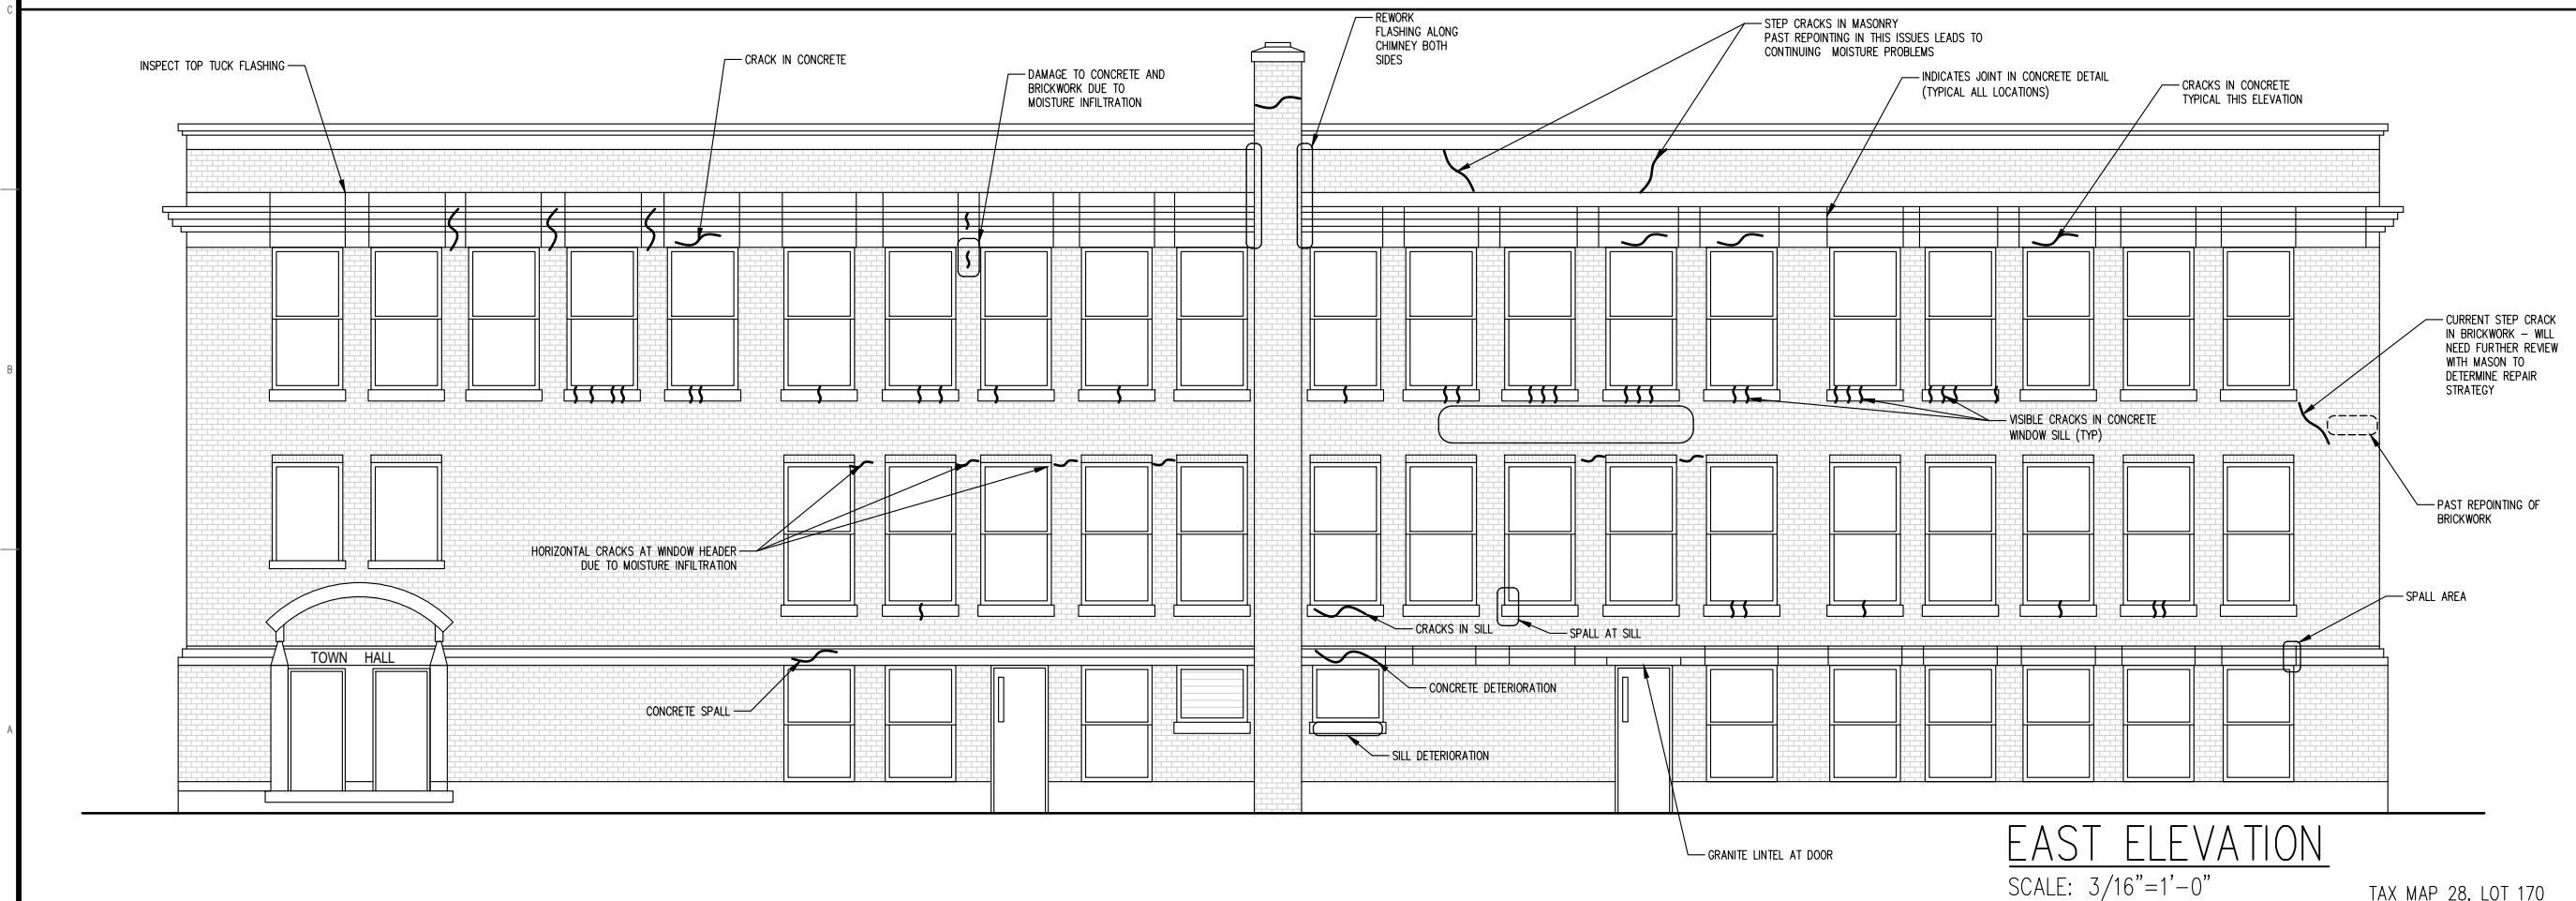 C
REWORK
FLASHING ALONG
CHIMNEY BOTH
SIDES
STEP CRACKS IN MASONRY
PAST REPOINTING IN THIS ISSUES LEADS TO
CONTINUING MOISTURE PROBLEMS
INSPECT TOP TUCK FLASHING
CRACK IN CONCRETE
DAMAGE TO CONCRETE AND
BRICKWORK DUE TO
MOISTURE INFILTRATION
INDICATES JOINT IN CONCRETE DETAIL
(TYPICAL ALL LOCATIONS)
CRACKS IN CONCRETE
TYPICAL THIS ELEVATION
B
CURRENT STEP CRACK
IN BRICKWORK – WILL
NEED FURTHER REVIEW
WITH MASON TO
DETERMINE REPAIR
STRATEGY
VISIBLE CRACKS IN CONCRETE
WINDOW SILL (TYP)
PAST REPOINTING OF
BRICKWORK
HORIZONTAL CRACKS AT WINDOW HEADER
DUE TO MOISTURE INFILTRATION
SPALL AREA
CRACKS IN SILL
SPALL AT SILL
TOWN HALL
CONCRETE DETERIORATION
CONCRETE SPALL
A
SILL DETERIORATION
GRANITE LINTEL AT DOOR
EAST ELEVATION
SCALE: 3/16"=1'-0"
TAX MAP 28, LOT 170